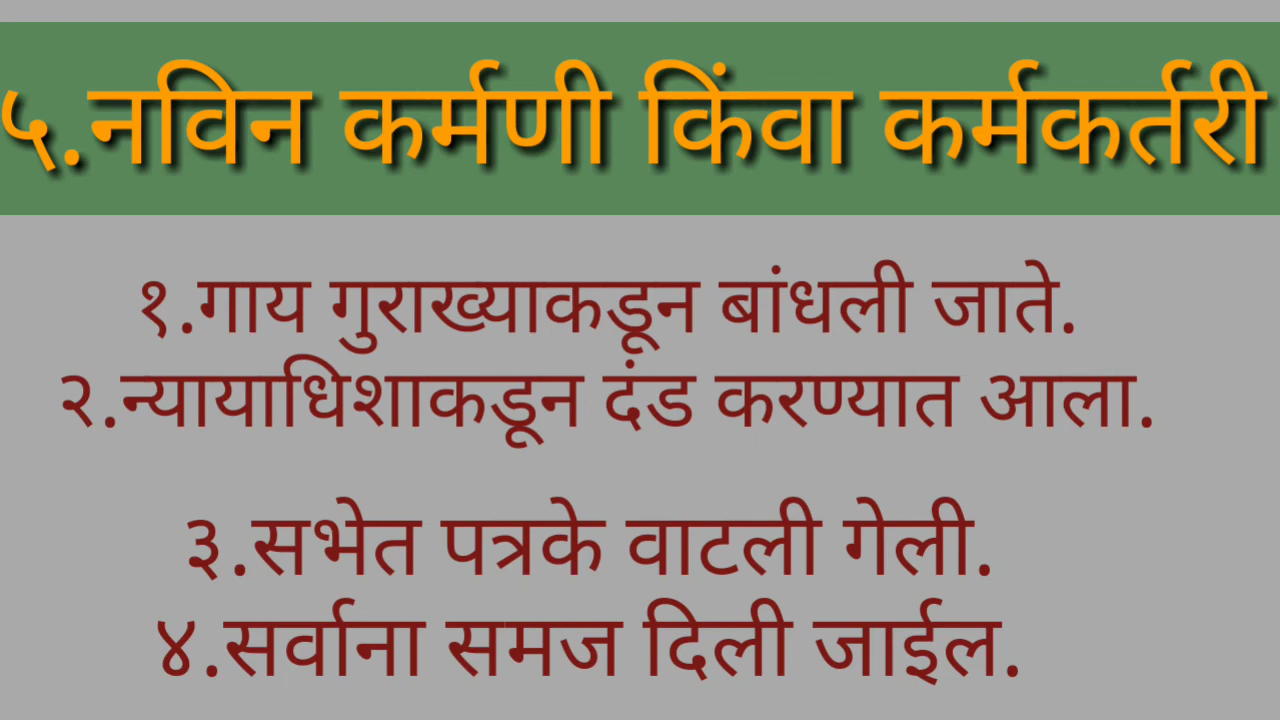 ५.नविन कर्मणी किंवा कर्मकर्तरी
१.गाय गुराख्याकडून बांधली जाते.
२.न्यायाधिशाकडून दंड करण्यात आला.
३.सभेत पत्रके वाटली गेली.
४.सर्वाना समज दिली जाईल.